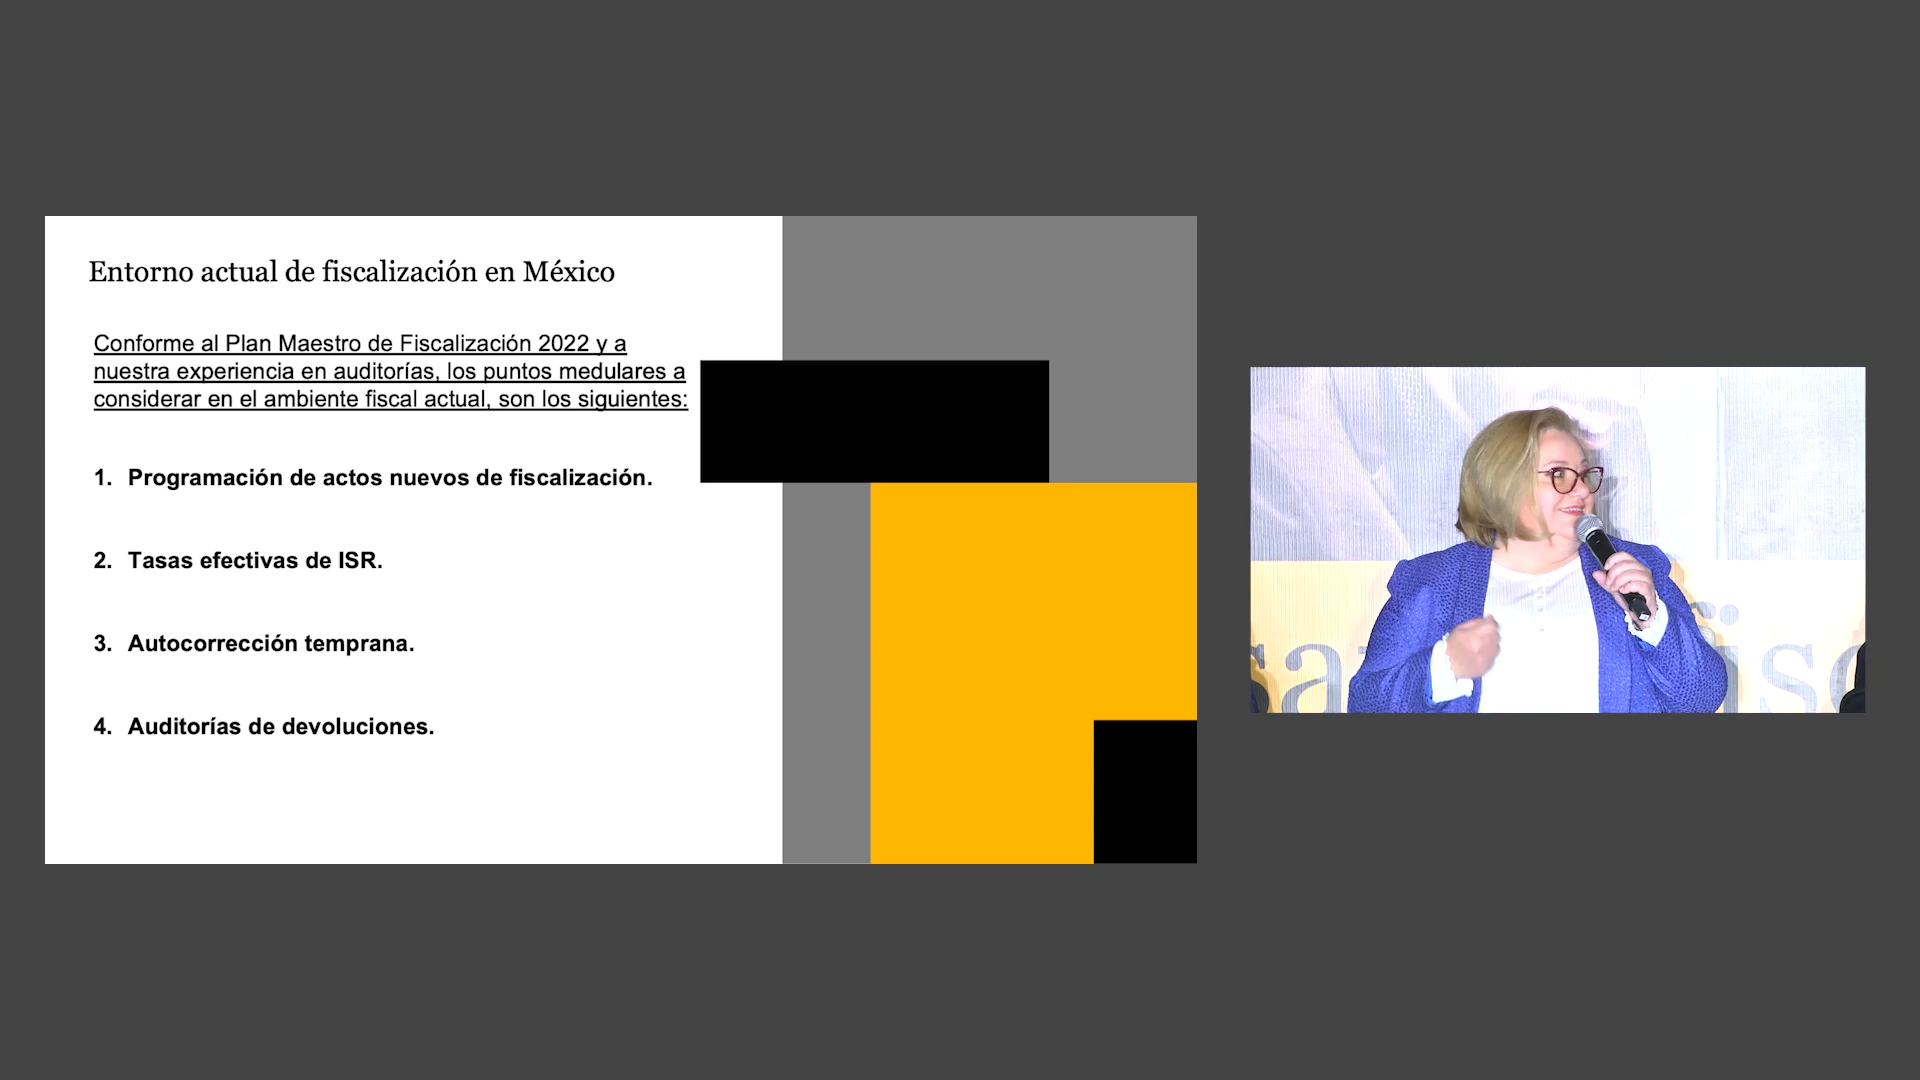 Entorno actual de fiscalización en México
Conforme al Plan Maestro de Fiscalización 2022 y a
nuestra experiencia en auditorías, los puntos medulares a
considerar en el ambiente fiscal actual, son los siguientes:
1. Programación de actos nuevos de fiscalización.
2. Tasas efectivas de ISR.
3. Autocorrección temprana.
4. Auditorías de devoluciones.